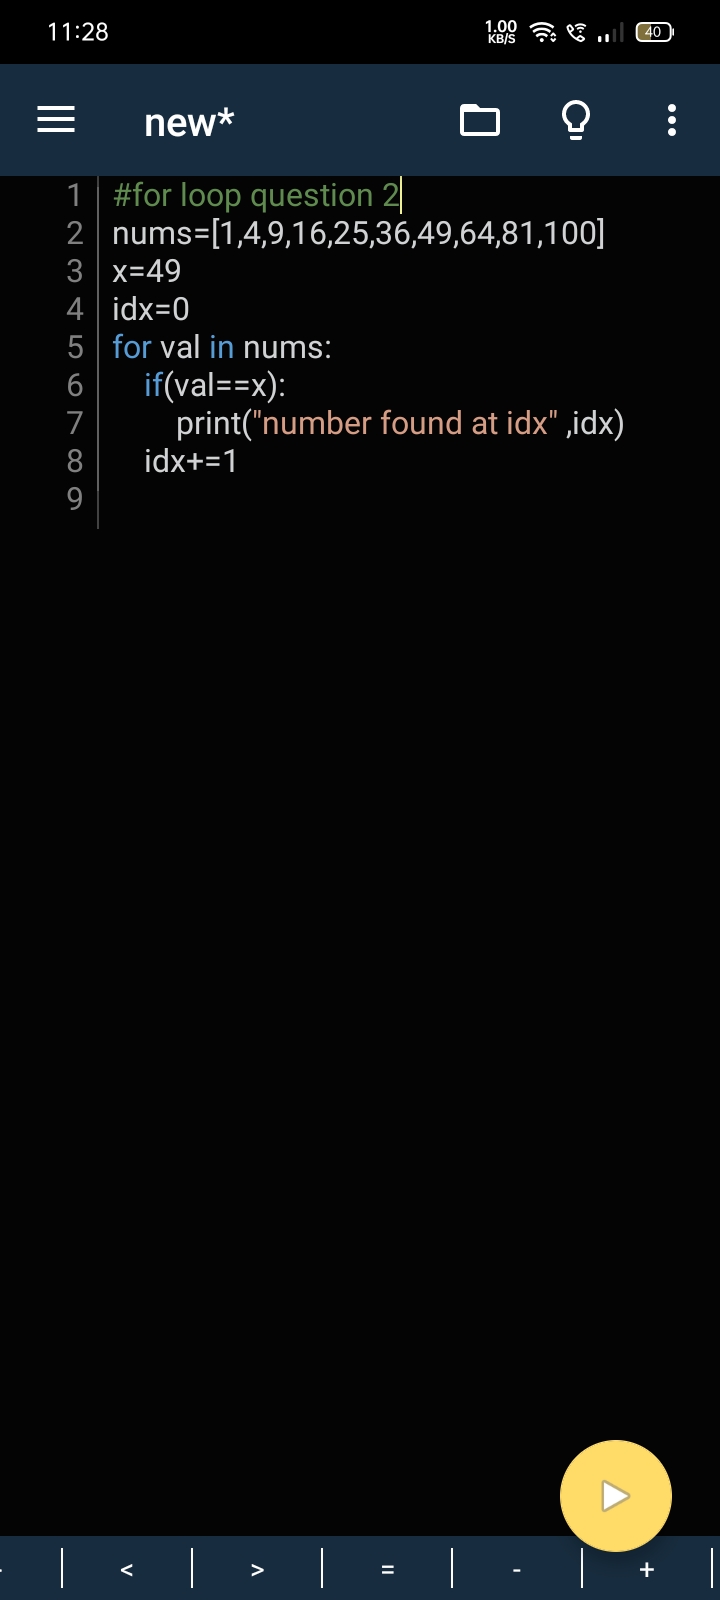 11:28
1.00 KB/S
40
new*
1 #for loop question 2
2 nums=[1,4,9,16,25,36,49,64,81,100]
3 x=49
4 idx=0
5 for val in nums:
6     if(val==x):
7         print("number found at idx" ,idx)
8     idx+=1
9
< > = - +